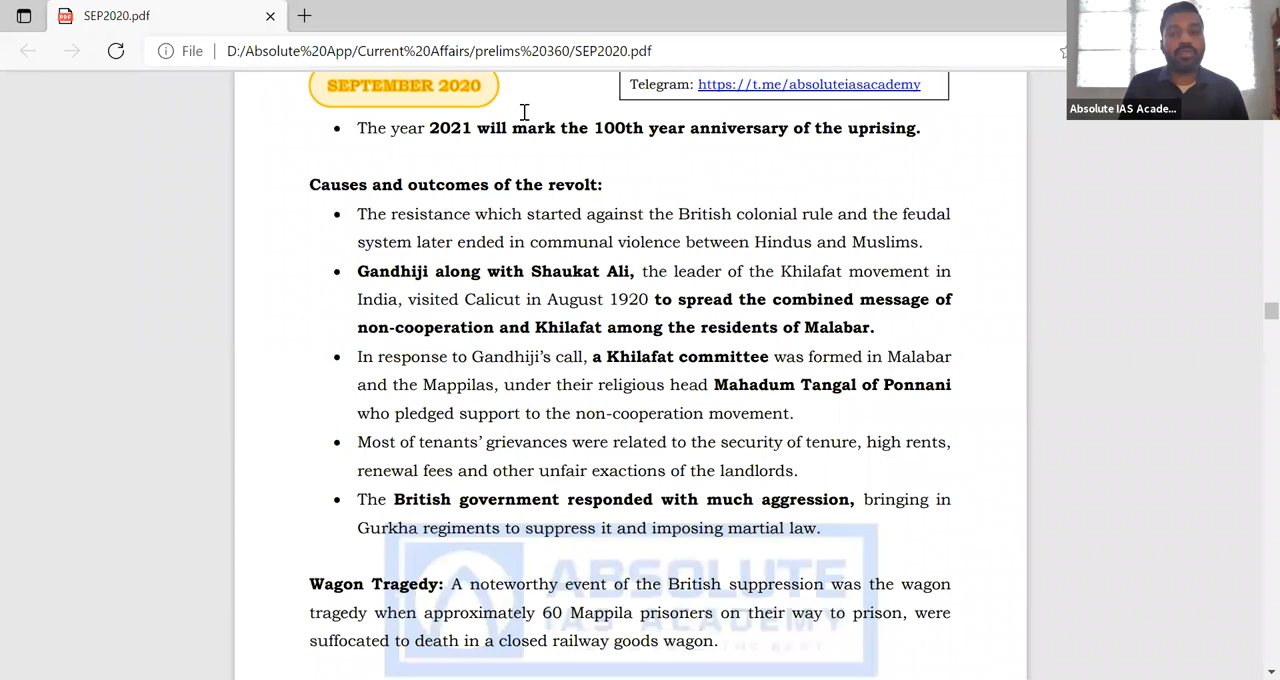 SEP2020.pdf
File D:/Absolute%20App/Current%20Affairs/prelims%20360/SEP2020.pdf
Absolute IAS Acade...
SEPTEMBER 2020
Telegram: https://t.me/absoluteiasacademy
• The year 2021 will mark the 100th year anniversary of the uprising.
Causes and outcomes of the revolt:
• The resistance which started against the British colonial rule and the feudal
system later ended in communal violence between Hindus and Muslims.
• Gandhiji along with Shaukat Ali, the leader of the Khilafat movement in
India, visited Calicut in August 1920 to spread the combined message of
non-cooperation and Khilafat among the residents of Malabar.
• In response to Gandhiji's call, a Khilafat committee was formed in Malabar
and the Mappilas, under their religious head Mahadum Tangal of Ponnani
who pledged support to the non-cooperation movement.
• Most of tenants' grievances were related to the security of tenure, high rents,
renewal fees and other unfair exactions of the landlords.
• The British government responded with much aggression, bringing in
Gurkha regiments to suppress it and imposing martial law.
Wagon Tragedy: A noteworthy event of the British suppression was the wagon
tragedy when approximately 60 Mappila prisoners on their way to prison, were
suffocated to death in a closed railway goods wagon.
ABSOLUTE
IAS ACADEMY